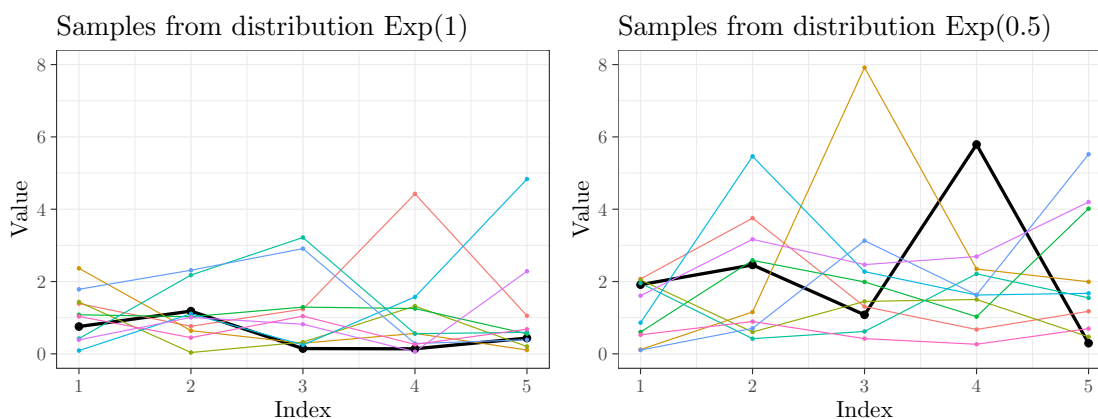 Samples from distribution Exp(1)
8
6
4
2
0
Value
1 2 3 4 5
Index
Samples from distribution Exp(0.5)
8
6
4
2
0
Value
1 2 3 4 5
Index